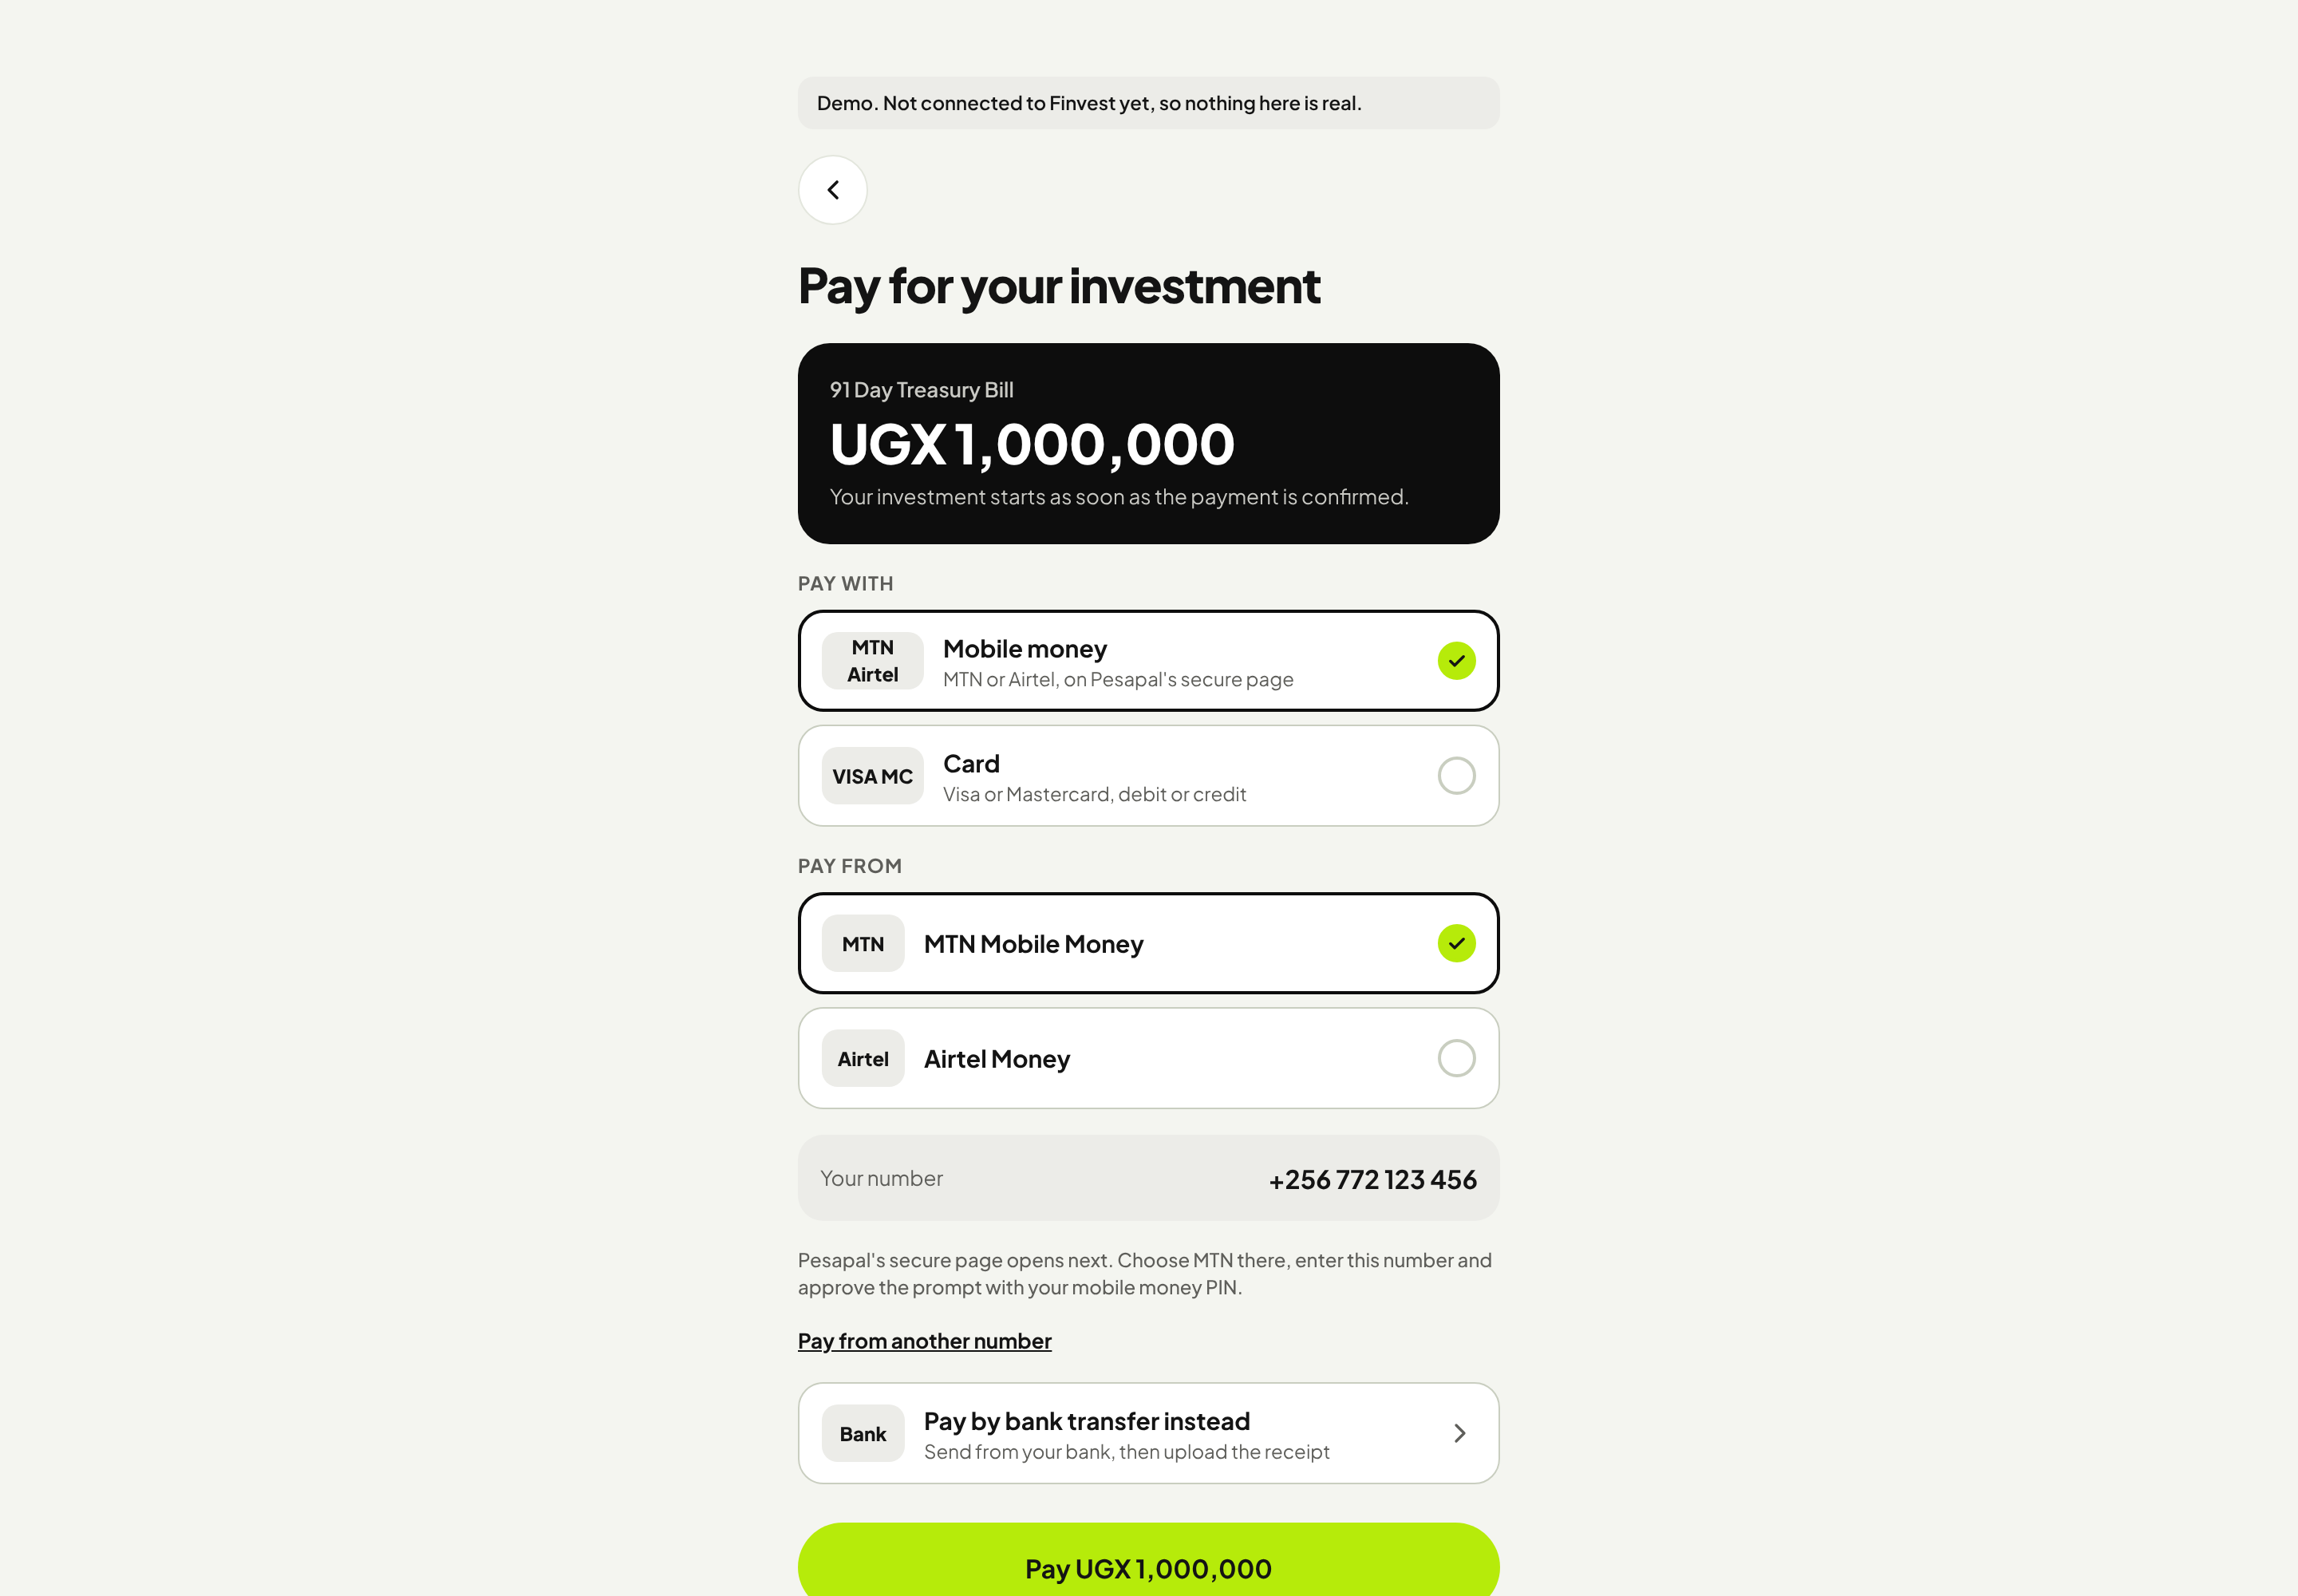 Demo. Not connected to Finvest yet, so nothing here is real.
Pay for your investment
91 Day Treasury Bill
UGX 1,000,000
Your investment starts as soon as the payment is confirmed.
PAY WITH
MTN
Airtel
Mobile money
MTN or Airtel, on Pesapal's secure page
VISA MC
Card
Visa or Mastercard, debit or credit
PAY FROM
MTN
MTN Mobile Money
Airtel
Airtel Money
Your number
+256 772 123 456
Pesapal's secure page opens next. Choose MTN there, enter this number and
approve the prompt with your mobile money PIN.
Pay from another number
Bank
Pay by bank transfer instead
Send from your bank, then upload the receipt
Pay UGX 1,000,000